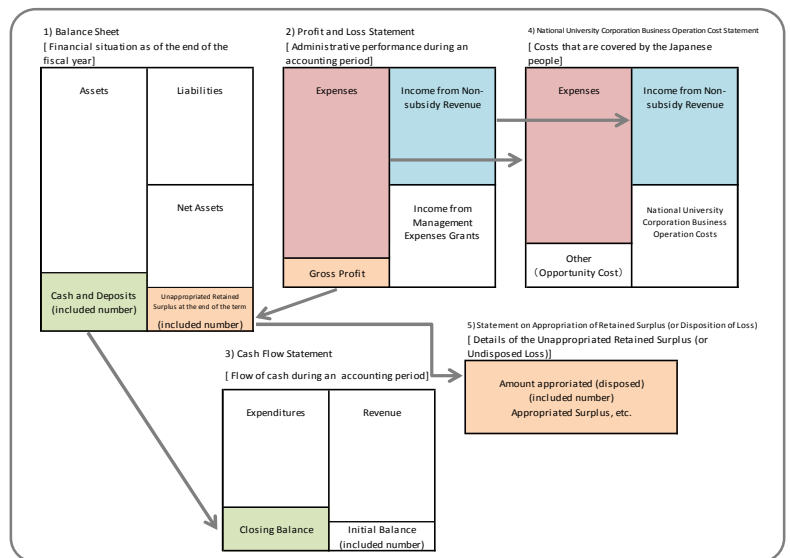 1) Balance Sheet
[ Financial situation as of the end of the
fiscal year]
Assets
Liabilities
Net Assets
Cash and Deposits
(included number)
Unappropriated Retained
Surplus at the end of the term
(included number)
2) Profit and Loss Statement
[ Administrative performance during an
accounting period]
Expenses
Income from Non-
subsidy Revenue
Income from
Management
Expenses Grants
Gross Profit
4) National University Corporation Business Operation Cost Statement
[ Costs that are covered by the Japanese
people]
Expenses
Income from Non-
subsidy Revenue
National University
Corporation Business
Operation Costs
Other
(Opportunity Cost)
3) Cash Flow Statement
[ Flow of cash during an accounting period]
Expenditures
Revenue
Closing Balance
Initial Balance
(included number)
5) Statement on Appropriation of Retained Surplus (or Disposition of Loss)
[ Details of the Unappropriated Retained Surplus (or
Undisposed Loss)]
Amount approriated (disposed)
(included number)
Appropriated Surplus, etc.